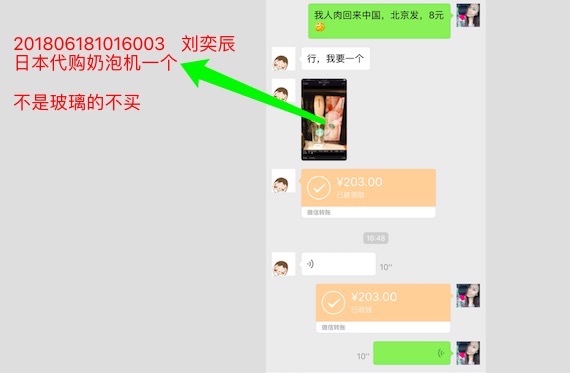 我人肉回来中国，北京发，8元
201806181016003 刘奕辰
日本代购奶泡机一个
行，我要一个
不是玻璃的不买
¥203.00
已被领取
微信转账
16:48
10"
¥203.00
已收钱
微信转账
10"